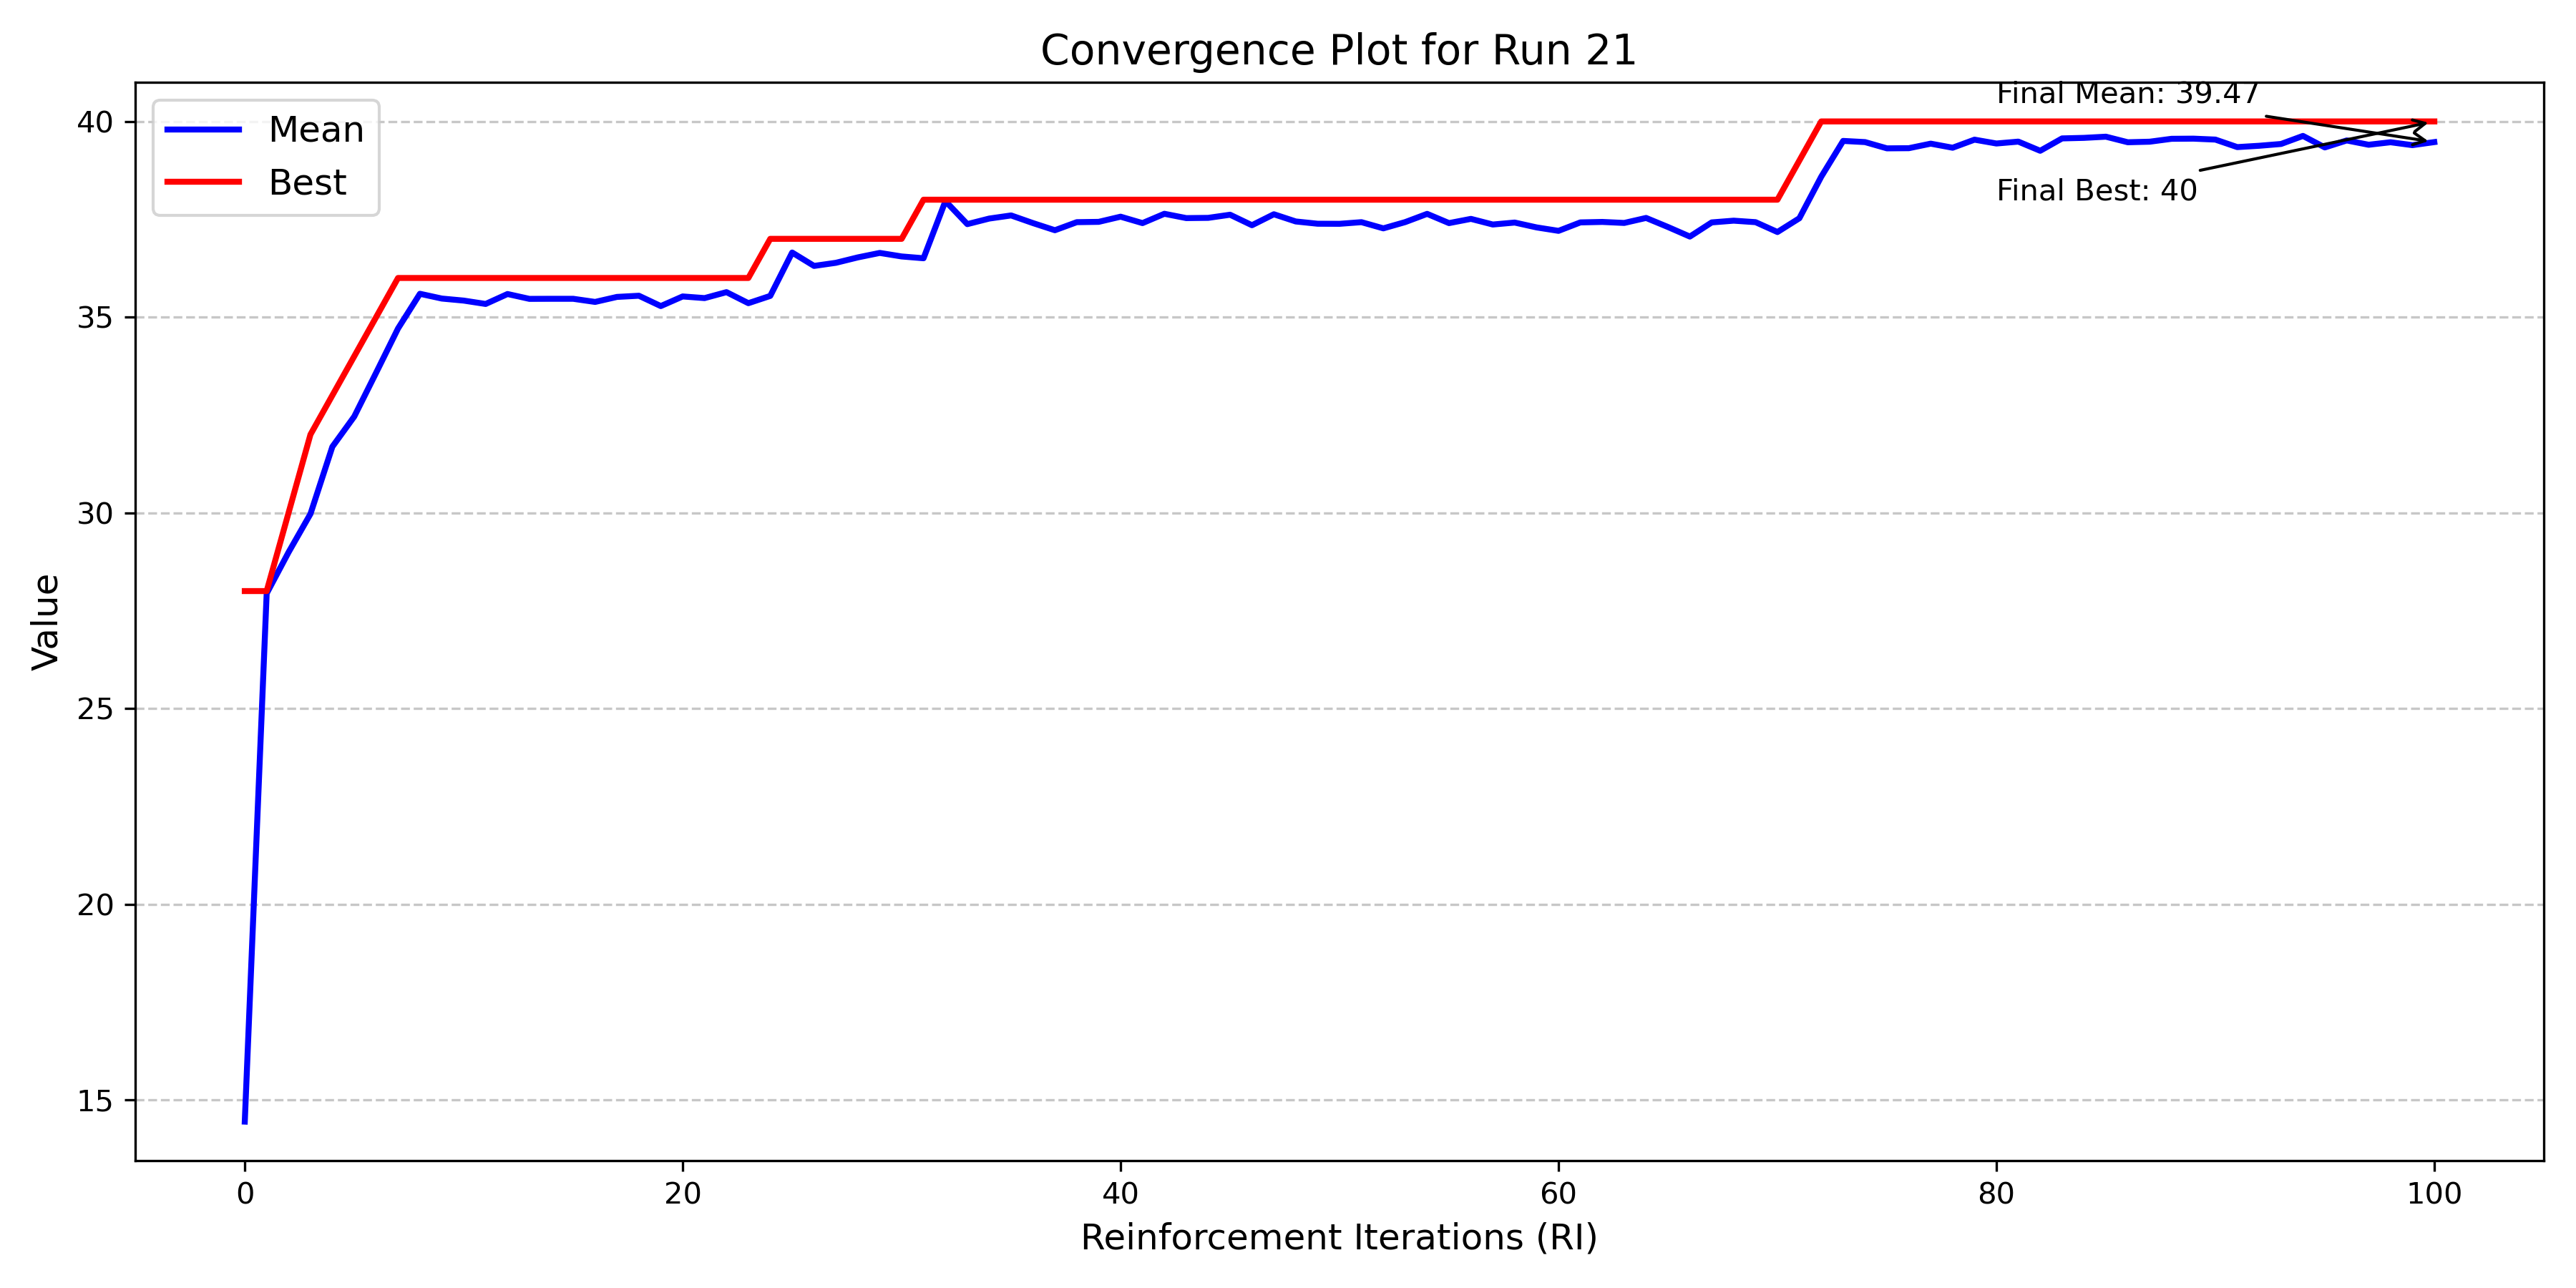 Convergence Plot for Run 21
Mean
Best
Final Mean: 39.47
Final Best: 40
40
35
30
25
20
15
Value
0
20
40
60
80
100
Reinforcement Iterations (RI)